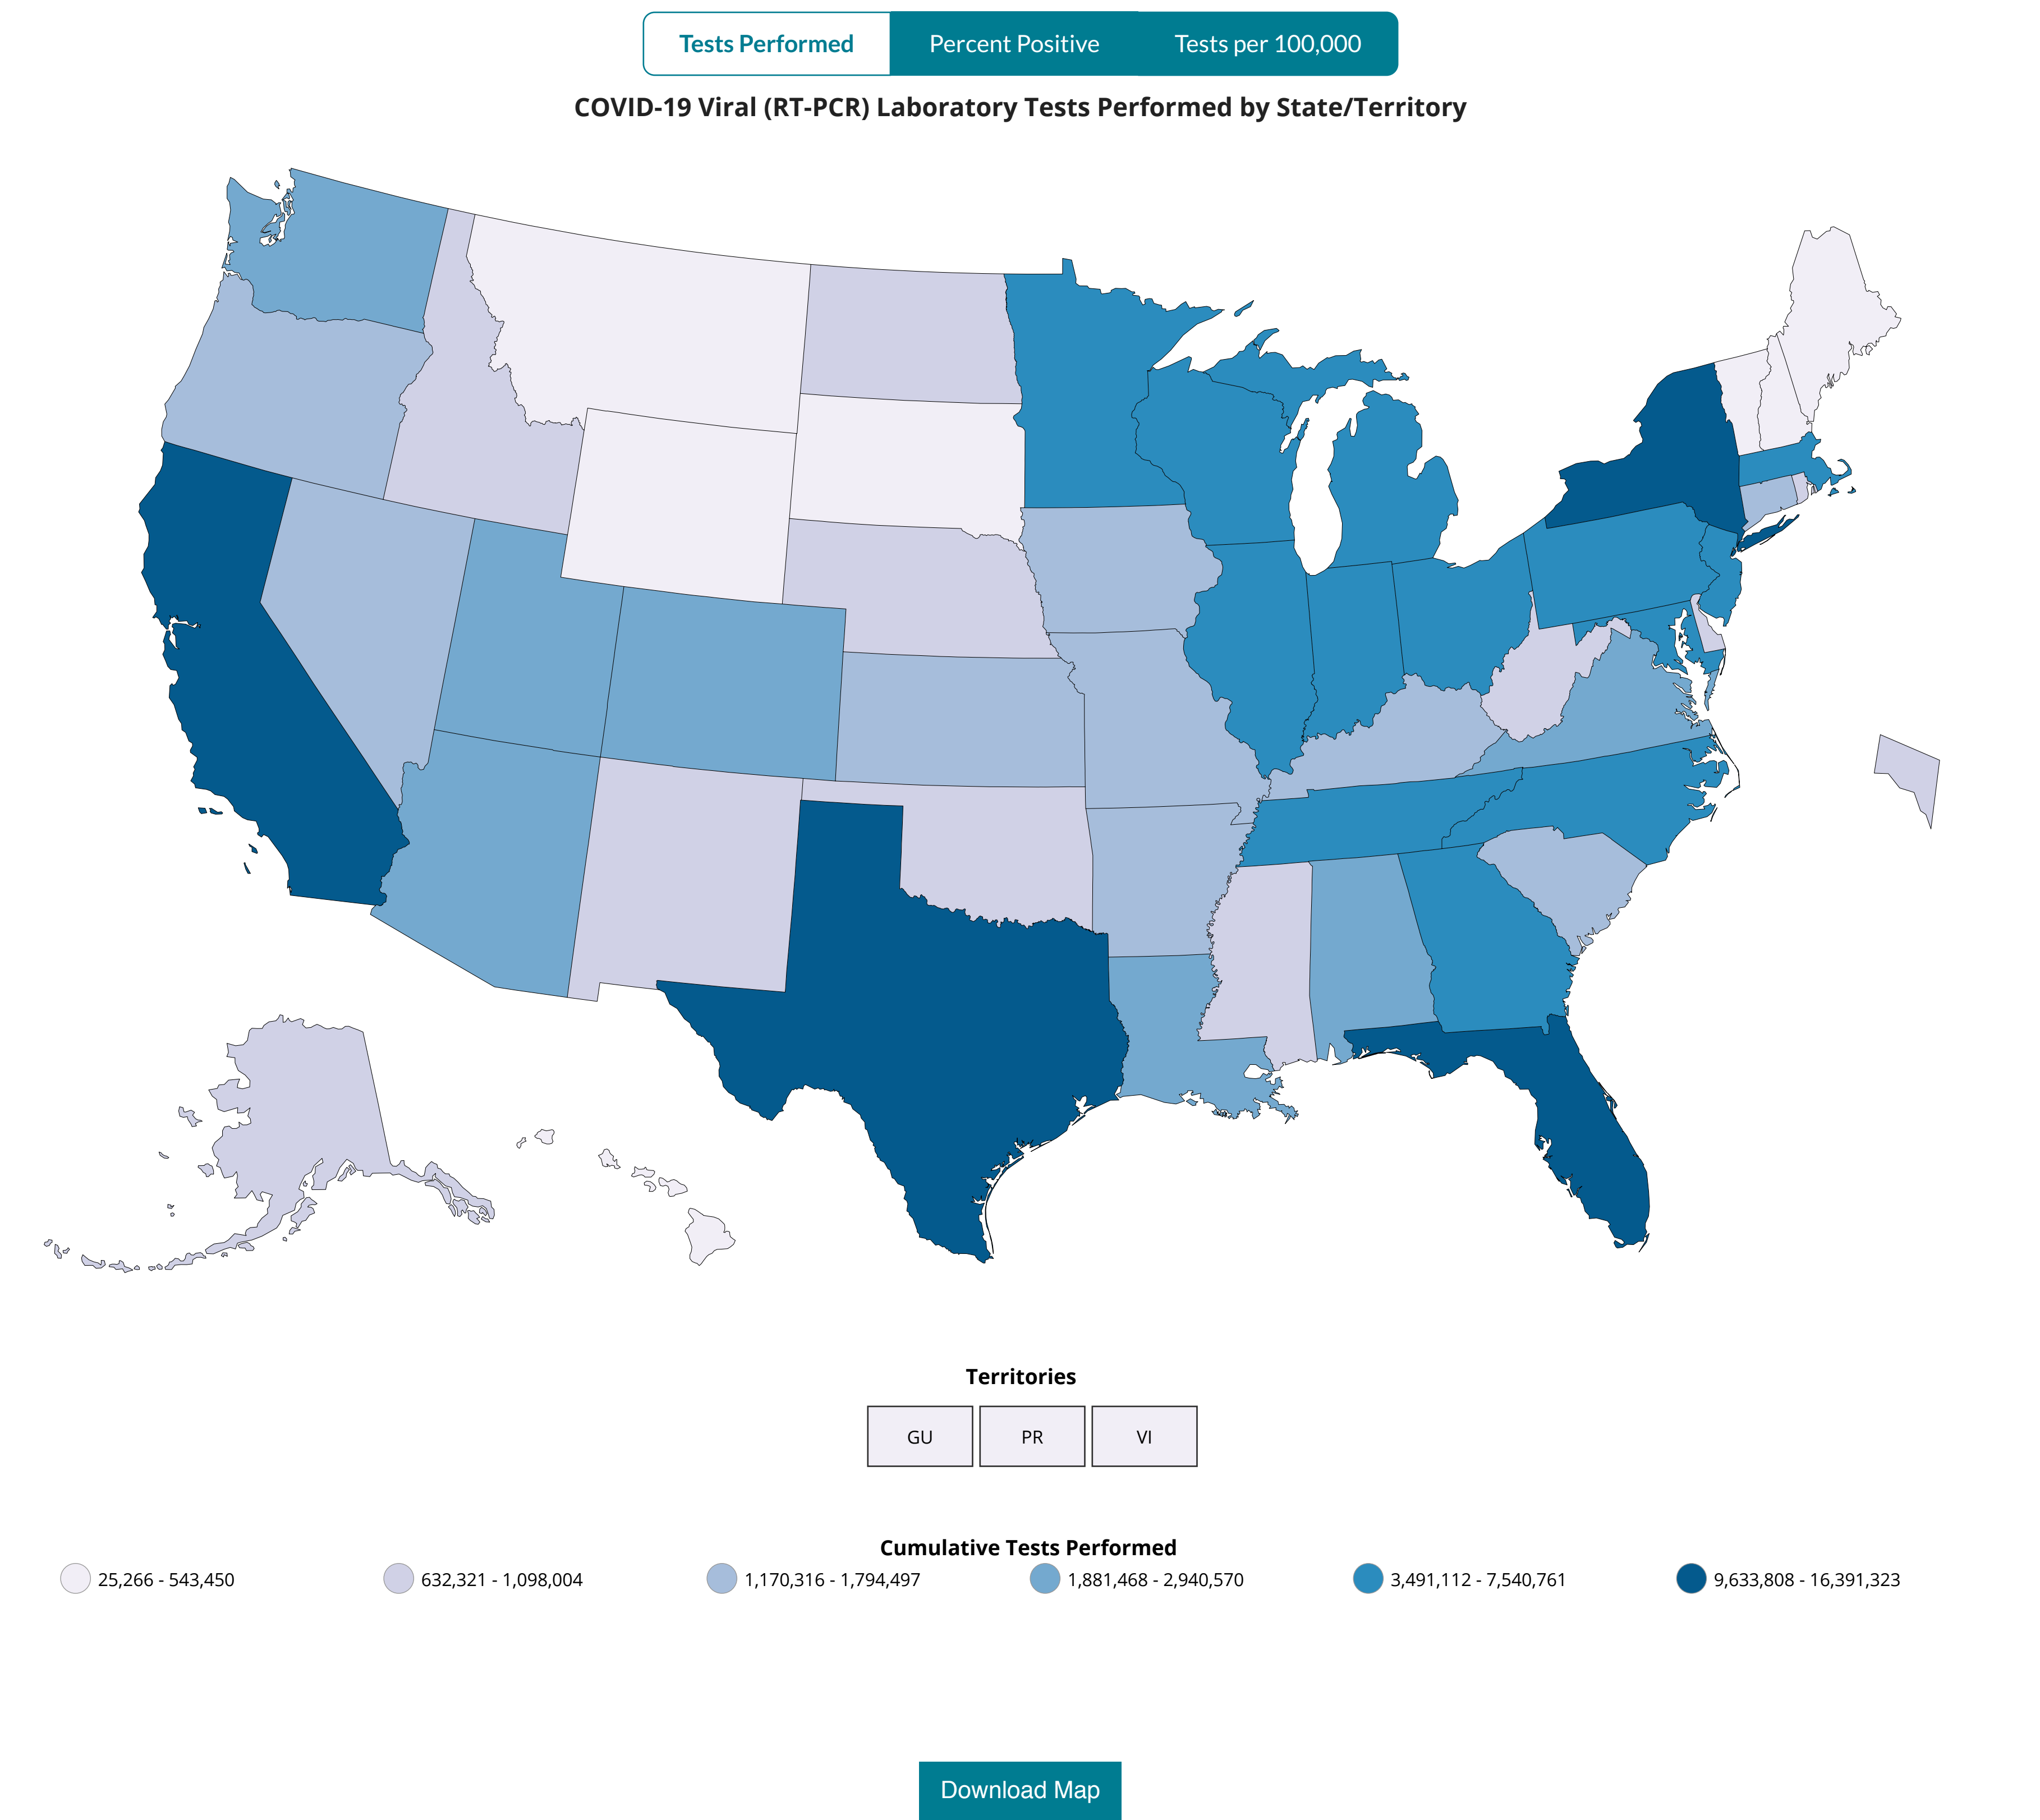 Tests Performed Percent Positive Tests per 100,000
COVID-19 Viral (RT-PCR) Laboratory Tests Performed by State/Territory
Territories
GU PR VI
Cumulative Tests Performed
25,266 - 543,450 632,321 - 1,098,004 1,170,316 - 1,794,497 1,881,468 - 2,940,570 3,491,112 - 7,540,761 9,633,808 - 16,391,323
Download Map